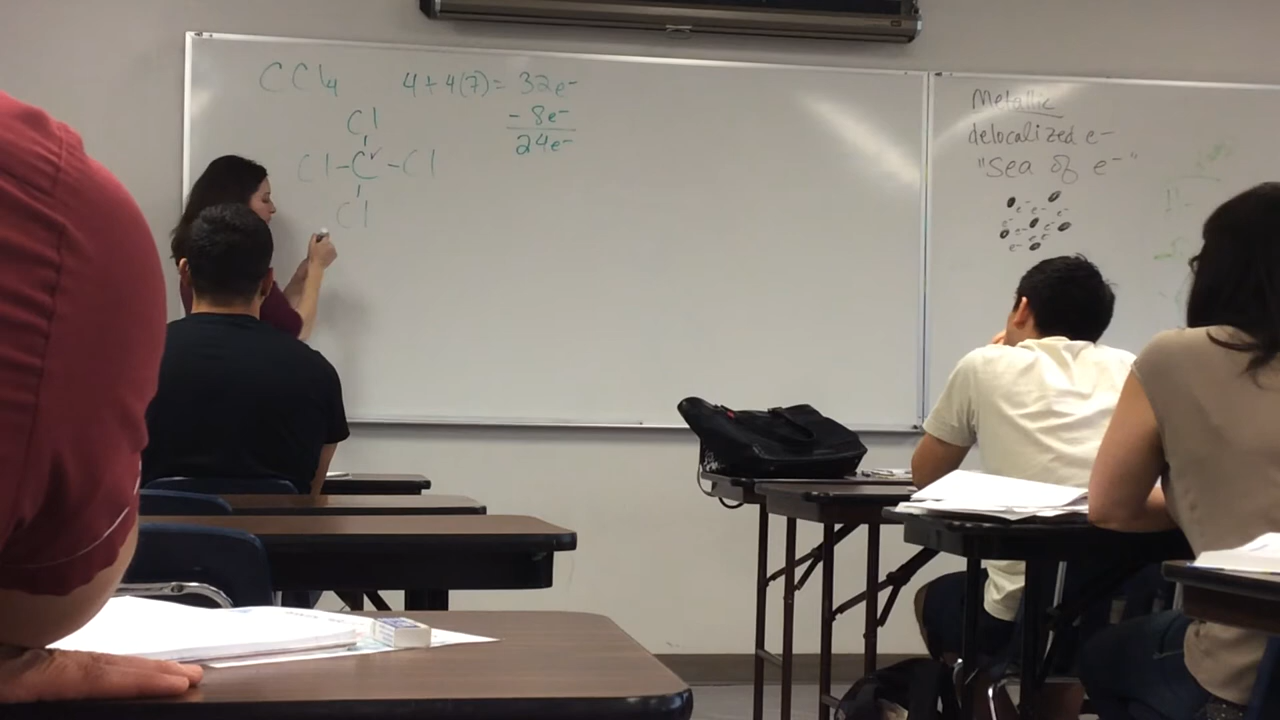 CCl4 4+4(7)= 32e-
- 8e-
24e-
Cl
Cl-C-Cl
Cl
Metallic
delocalized e-
"Sea of e-"
e- e-
e- e- e-
e- e-
e-